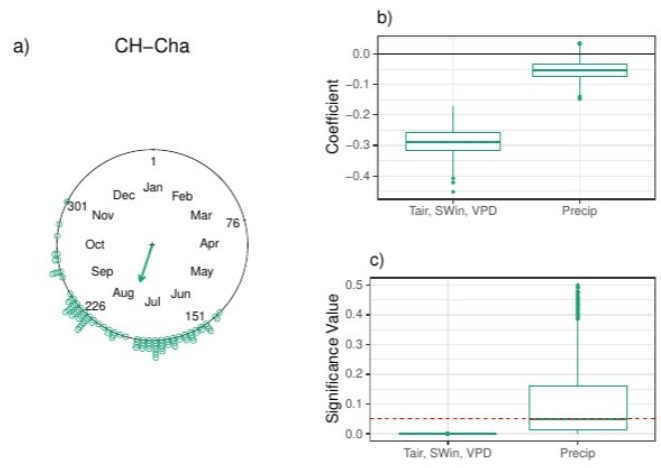 a)
CH−Cha
1
Jan
Feb
Mar
76
Apr
May
Jun
151
Jul
Aug
226
Sep
Oct
Nov
301
Dec
b)
Coefficient
0.0
−0.1
−0.2
−0.3
−0.4
Tair, SWin, VPD
Precip
c)
Significance Value
0.5
0.4
0.3
0.2
0.1
0.0
Tair, SWin, VPD
Precip